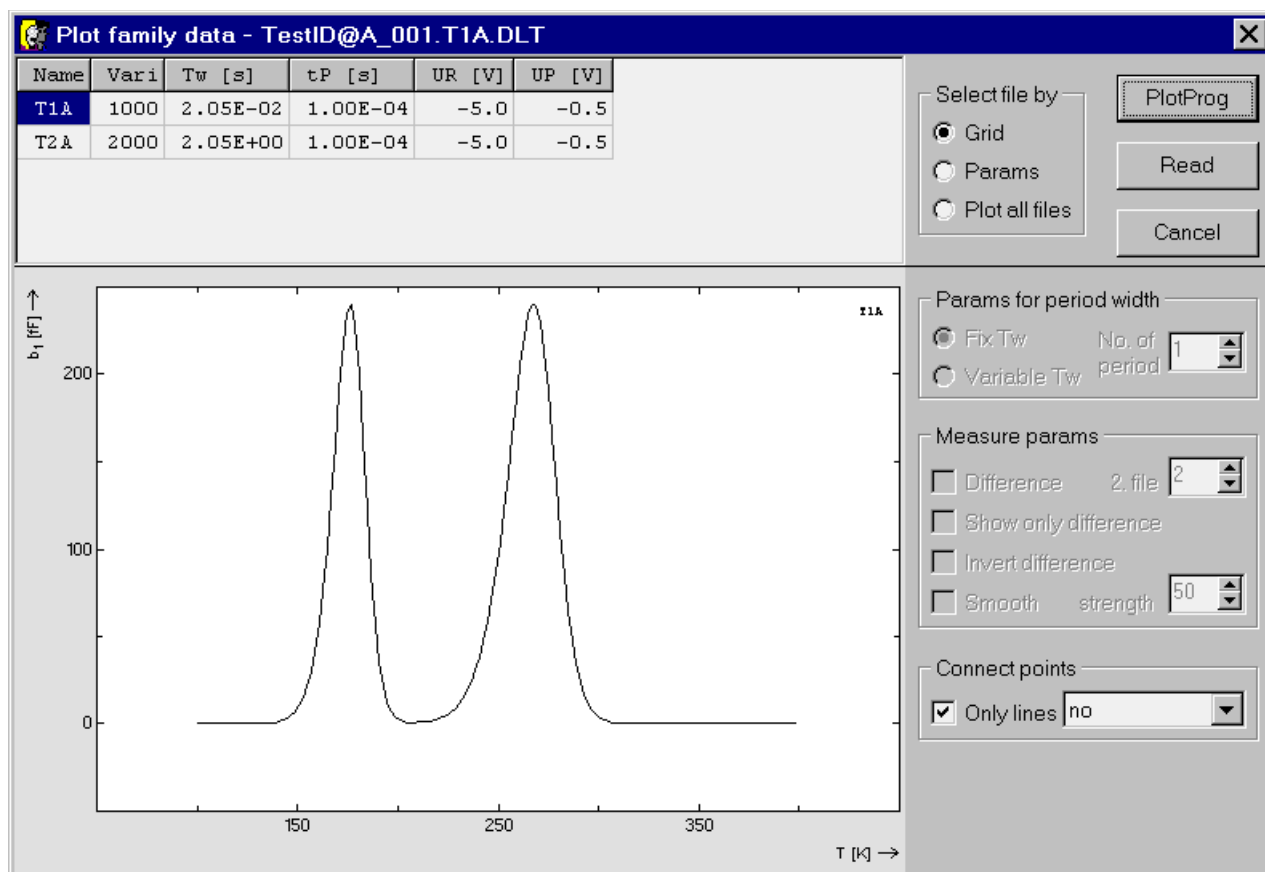 Plot family data - TestID@A_001.T1A.DLT
Name Vari Tw [s] tP [s] UR [V] UP [V]
T1A 1000 2.05E-02 1.00E-04 -5.0 -0.5
T2A 2000 2.05E+00 1.00E-04 -5.0 -0.5
Select file by
Grid
Params
Plot all files
PlotProg
Read
Cancel
b1 [fF] →
T1A
200
100
0
150 250 350
T [K] →
Params for period width
Fix Tw
Variable Tw
No. of
period
1
Measure params
Difference 2. file 2
Show only difference
Invert difference
Smooth strength 50
Connect points
Only lines no